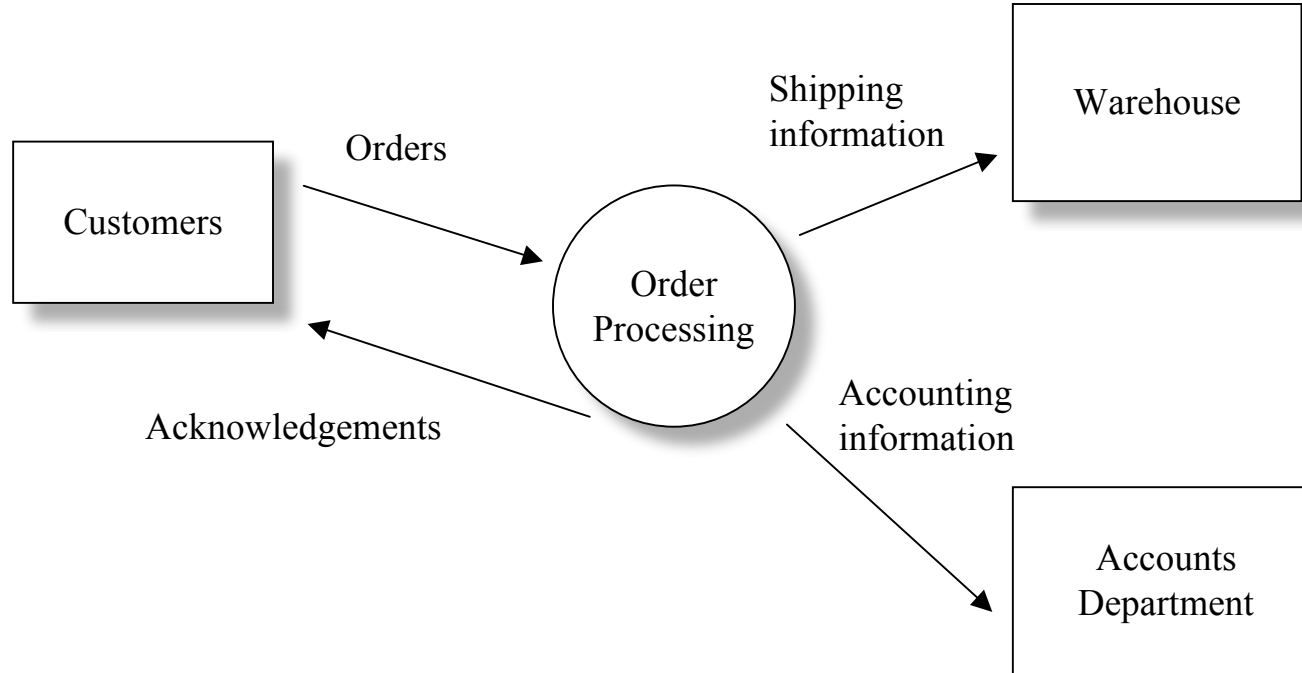 Customers
Orders
Acknowledgements
Order
Processing
Shipping
information
Warehouse
Accounting
information
Accounts
Department